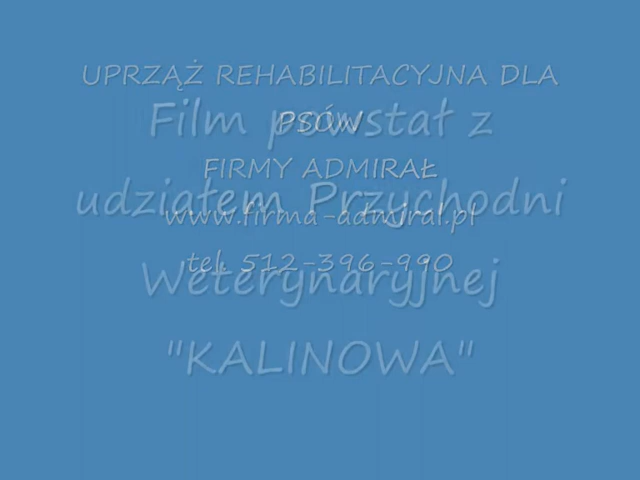 UPRZĄŻ REHABILITACYJNA DLA
PSÓW
FIRMY ADMIRAŁ
www.firma-admiral.pl
tel. 512-396-990
Film powstał z
udziałem Przychodni
Weterynaryjnej
"KALINOWA"